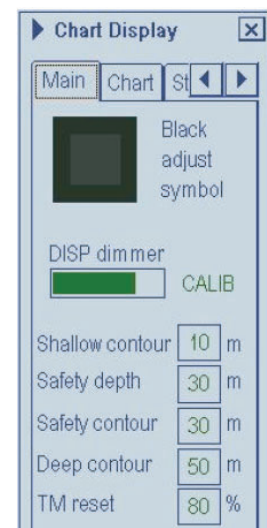 Chart Display
Main Chart St
Black
adjust
symbol
DISP dimmer
CALIB
Shallow contour 10 m
Safety depth 30 m
Safety contour 30 m
Deep contour 50 m
TM reset 80 %